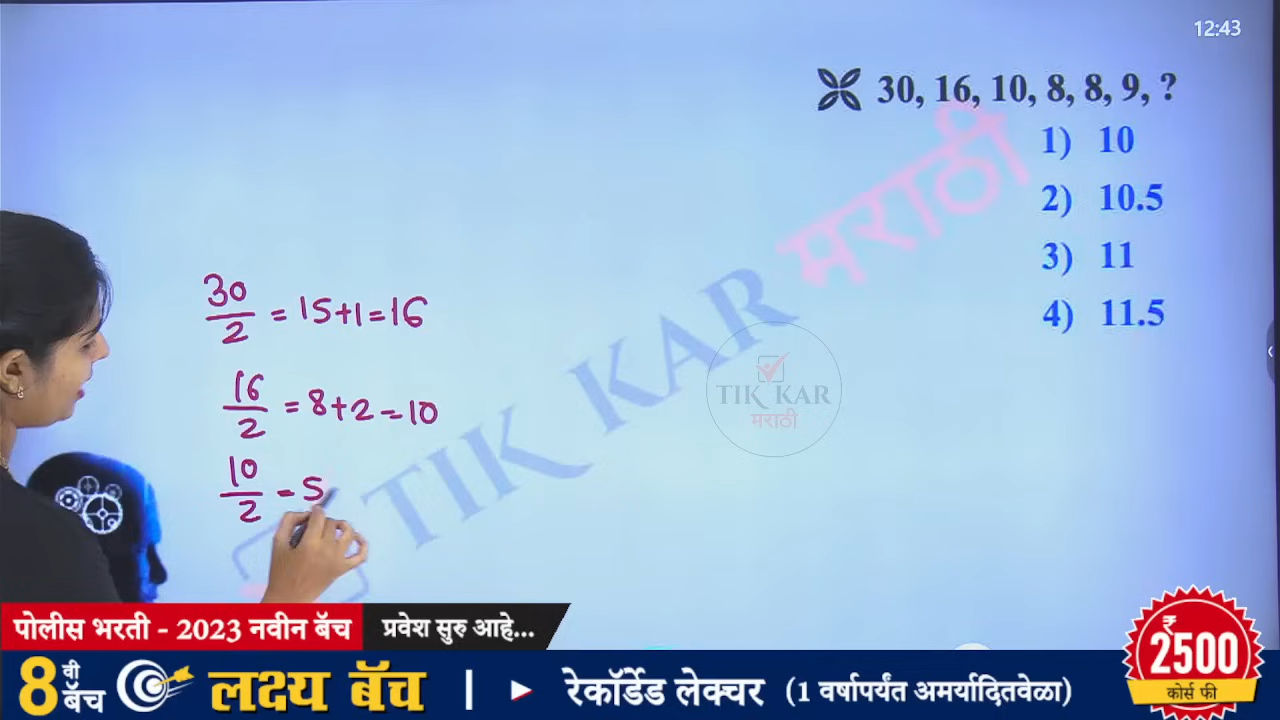 12:43
30, 16, 10, 8, 8, 9, ?
1) 10
2) 10.5
3) 11
4) 11.5
30/2 = 15+1=16
16/2 = 8+2=10
10/2 = 5
TIK KAR मराठी
TIK KAR
मराठी
पोलीस भरती - 2023 नवीन बॅच
प्रवेश सुरु आहे...
8 वी बॅच
लक्ष्य बॅच
रेकॉर्डेड लेक्चर (1 वर्षापर्यंत अमर्यादितवेळा)
₹ 2500
कोर्स फी